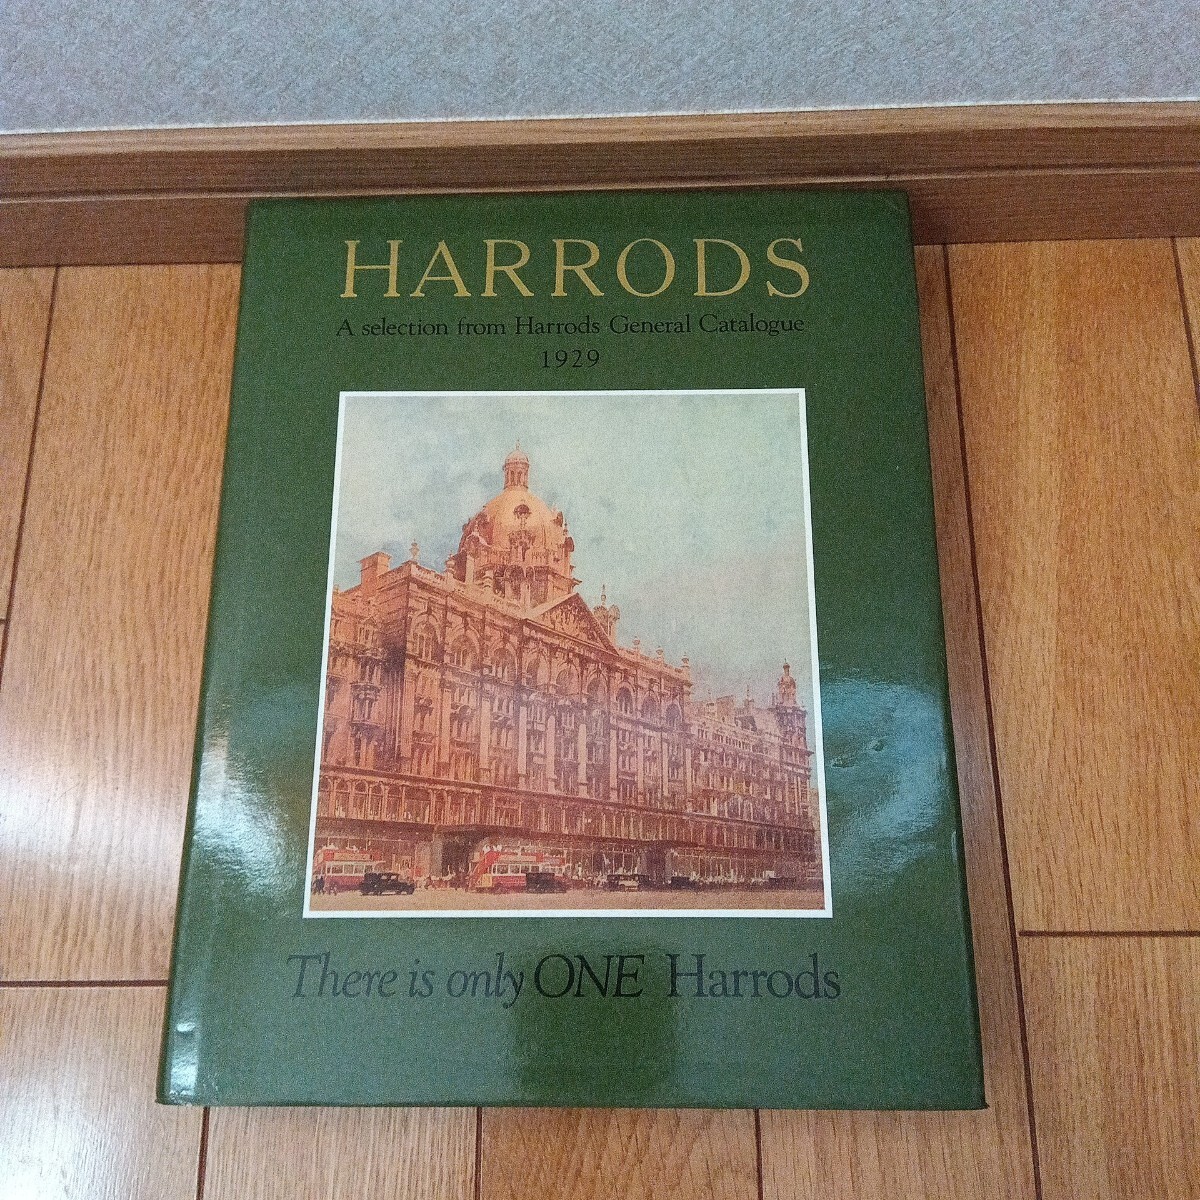 HARRODS
A selection from Harrods General Catalogue
1929
There is only ONE Harrods